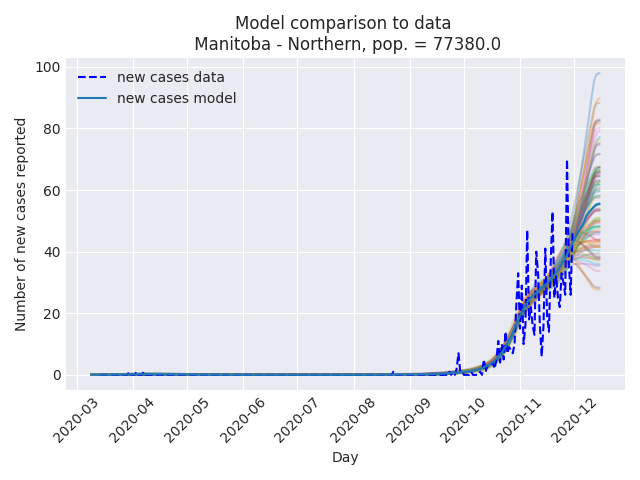 Model comparison to data
Manitoba - Northern, pop. = 77380.0
new cases data
new cases model
Number of new cases reported
100
80
60
40
20
0
2020-03
2020-04
2020-05
2020-06
2020-07
2020-08
2020-09
2020-10
2020-11
2020-12
Day